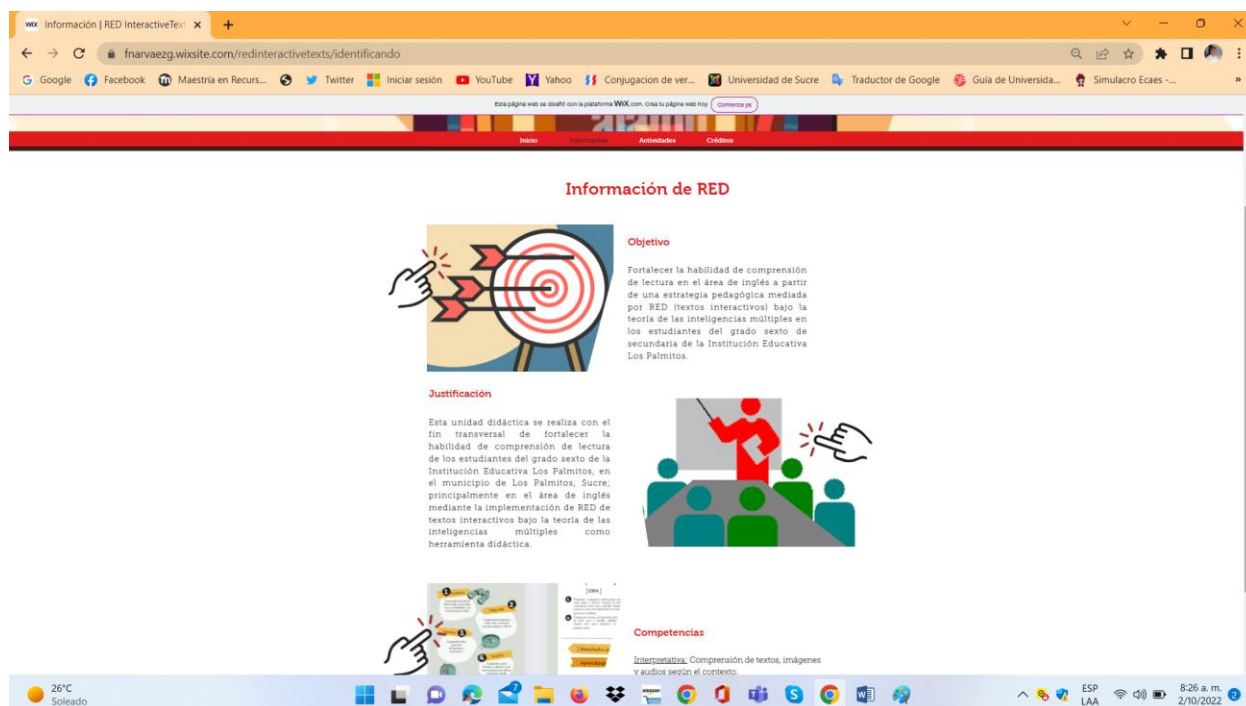 WIX Información | RED InteractiveText
fnarvaezg.wixsite.com/redinteractivetexts/identificando
Google Facebook Maestría en Recurs... Twitter Iniciar sesión YouTube Yahoo Conjugacion de ver... Universidad de Sucre Traductor de Google Guía de Universida... Simulacro Ecaes -... »
Esta página web se diseñó con la plataforma WiX.com. Crea tu página web hoy. Comienza ya
Inicio Información Actividades Créditos
Información de RED
Objetivo
Fortalecer la habilidad de comprensión
de lectura en el área de inglés a partir
de una estrategia pedagógica mediada
por RED (textos interactivos) bajo la
teoría de las inteligencias múltiples en
los estudiantes del grado sexto de
secundaria de la Institución Educativa
Los Palmitos.
Justificación
Esta unidad didáctica se realiza con el
fin transversal de fortalecer la
habilidad de comprensión de lectura
de los estudiantes del grado sexto de la
Institución Educativa Los Palmitos, en
el municipio de Los Palmitos, Sucre;
principalmente en el área de inglés
mediante la implementación de RED de
textos interactivos bajo la teoría de las
inteligencias múltiples como
herramienta didáctica.
1
2
3
4
[DBA]
Competencias
Interpretativa: Comprensión de textos, imágenes
y audios según el contexto.
26°C
Soleado
ESP
LAA
8:26 a. m.
2/10/2022
2